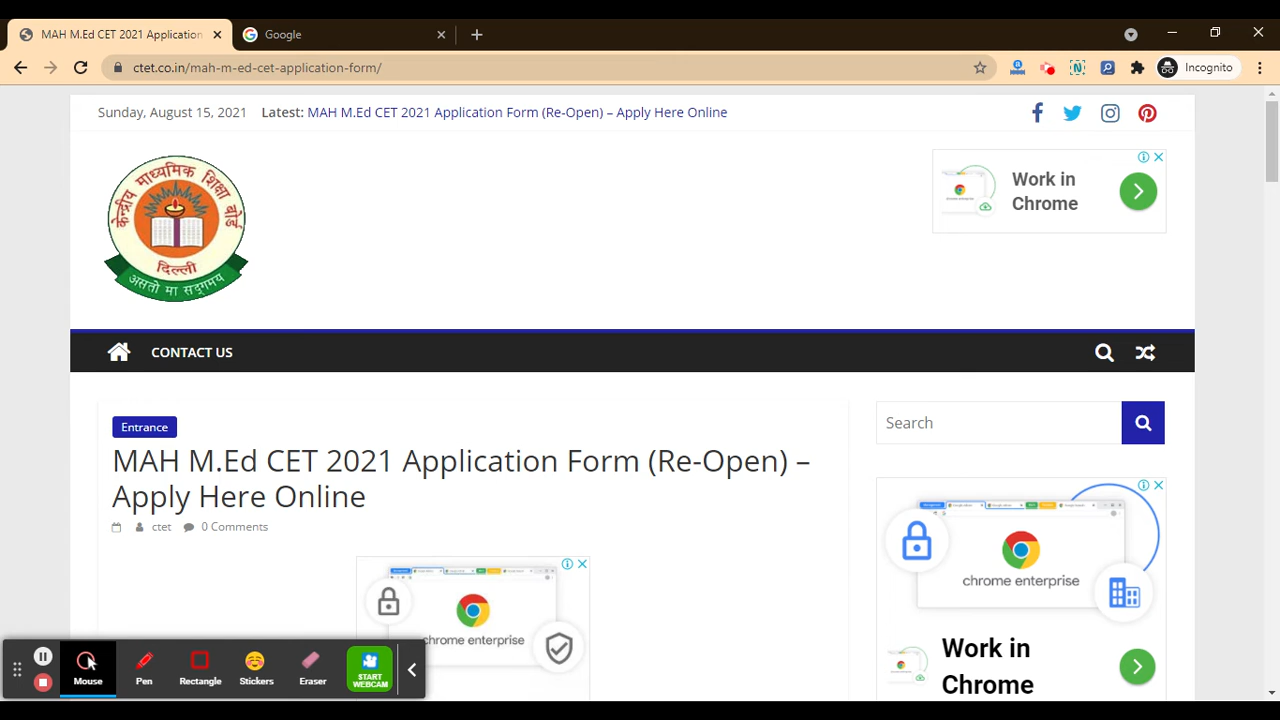 MAH M.Ed CET 2021 Application
Google
ctet.co.in/mah-m-ed-cet-application-form/
Incognito
Sunday, August 15, 2021 Latest: MAH M.Ed CET 2021 Application Form (Re-Open) – Apply Here Online
केन्द्रीय माध्यमिक शिक्षा बोर्ड
दिल्ली
असतो मा सद्गमय
Work in
Chrome
CONTACT US
Entrance
MAH M.Ed CET 2021 Application Form (Re-Open) –
Apply Here Online
ctet 0 Comments
Search
chrome enterprise
Work in
Chrome
chrome enterprise
Mouse
Pen
Rectangle
Stickers
Eraser
START
WEBCAM